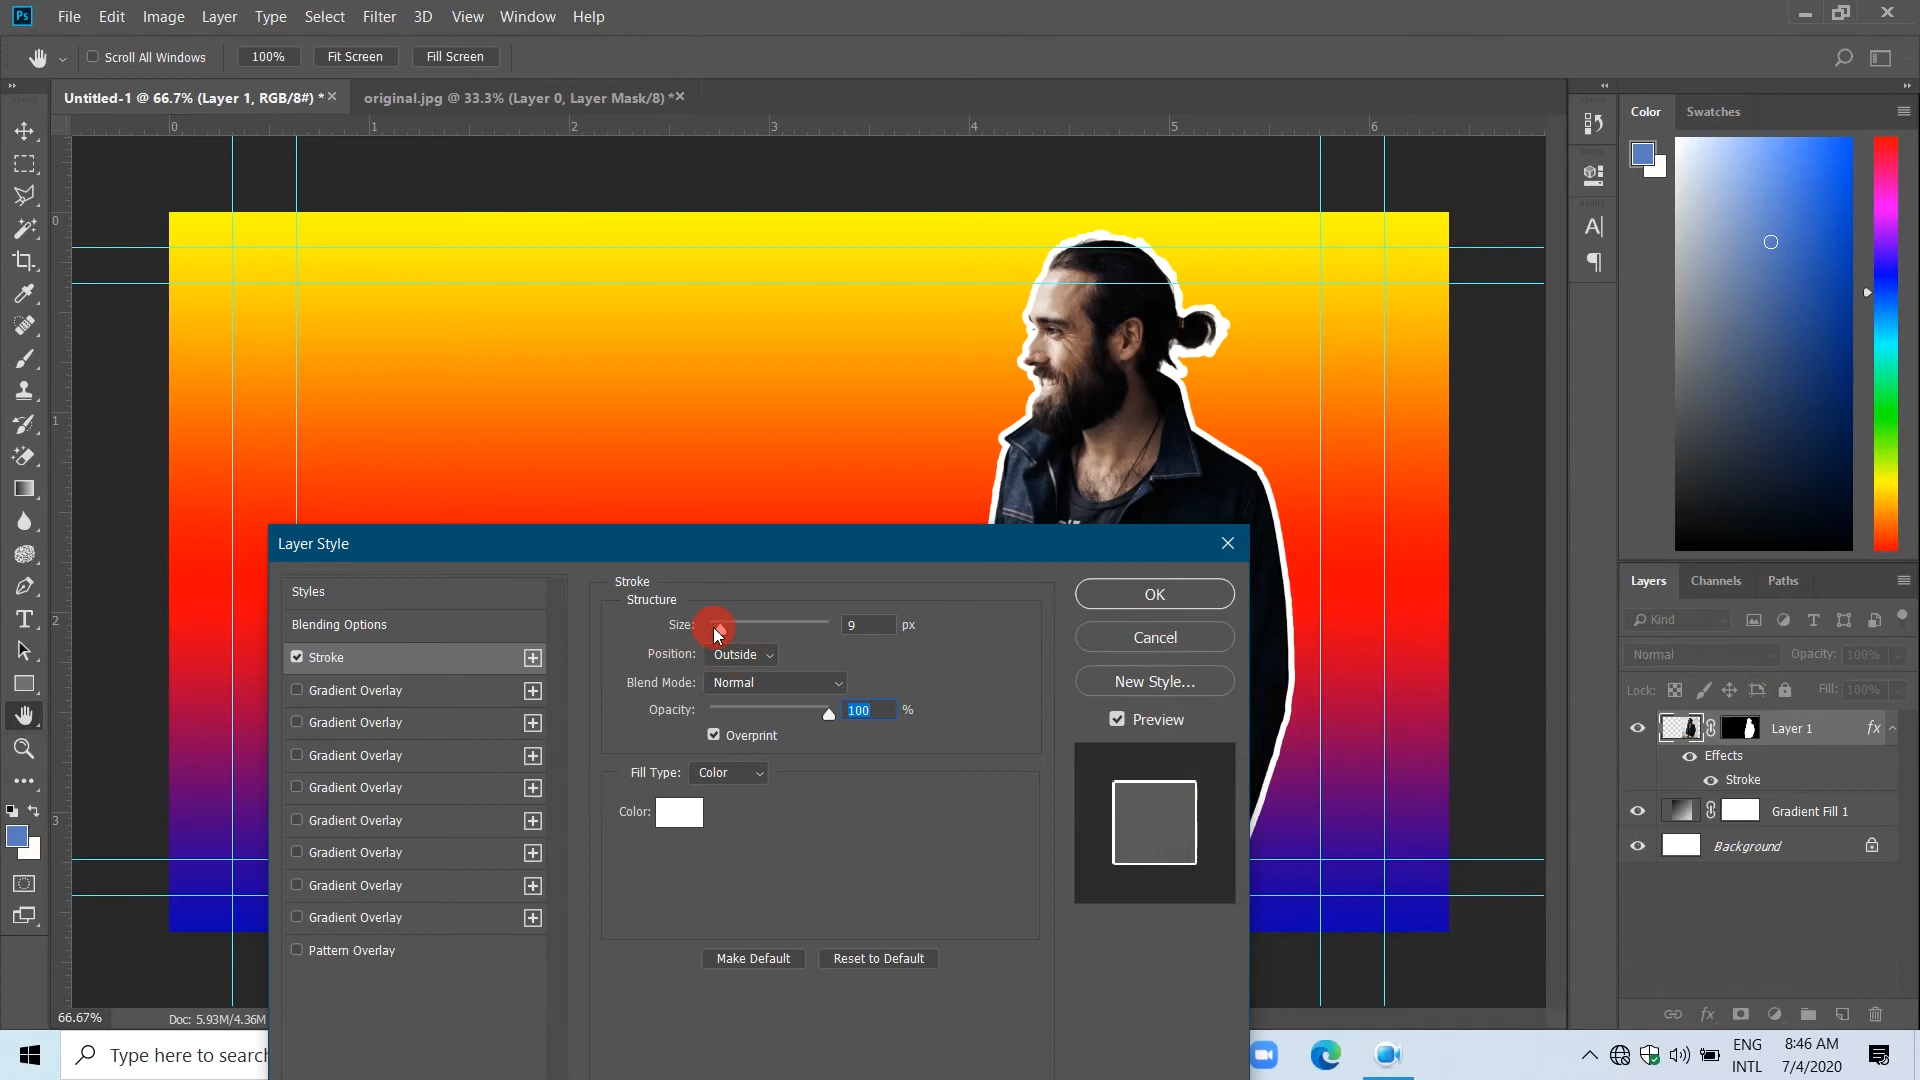 Ps File Edit Image Layer Type Select Filter 3D View Window Help
Scroll All Windows 100% Fit Screen Fill Screen
Untitled-1 @ 66.7% (Layer 1, RGB/8#) * original.jpg @ 33.3% (Layer 0, Layer Mask/8) *
0 1 2 3 4 5 6
0
1
2
3
Color Swatches
Layer Style
Styles
Blending Options
Stroke
Gradient Overlay
Gradient Overlay
Gradient Overlay
Gradient Overlay
Gradient Overlay
Gradient Overlay
Gradient Overlay
Gradient Overlay
Pattern Overlay
Stroke
Structure
Size: 9 px
Position: Outside
Blend Mode: Normal
Opacity: 100 %
Overprint
Fill Type: Color
Color:
Make Default Reset to Default
OK
Cancel
New Style...
Preview
Layers Channels Paths
Kind
Normal Opacity: 100%
Lock: Fill: 100%
Layer 1 fx
Effects
Stroke
Gradient Fill 1
Background
fx
66.67% Doc: 5.93M/4.36M
Type here to search
ENG
INTL
8:46 AM
7/4/2020